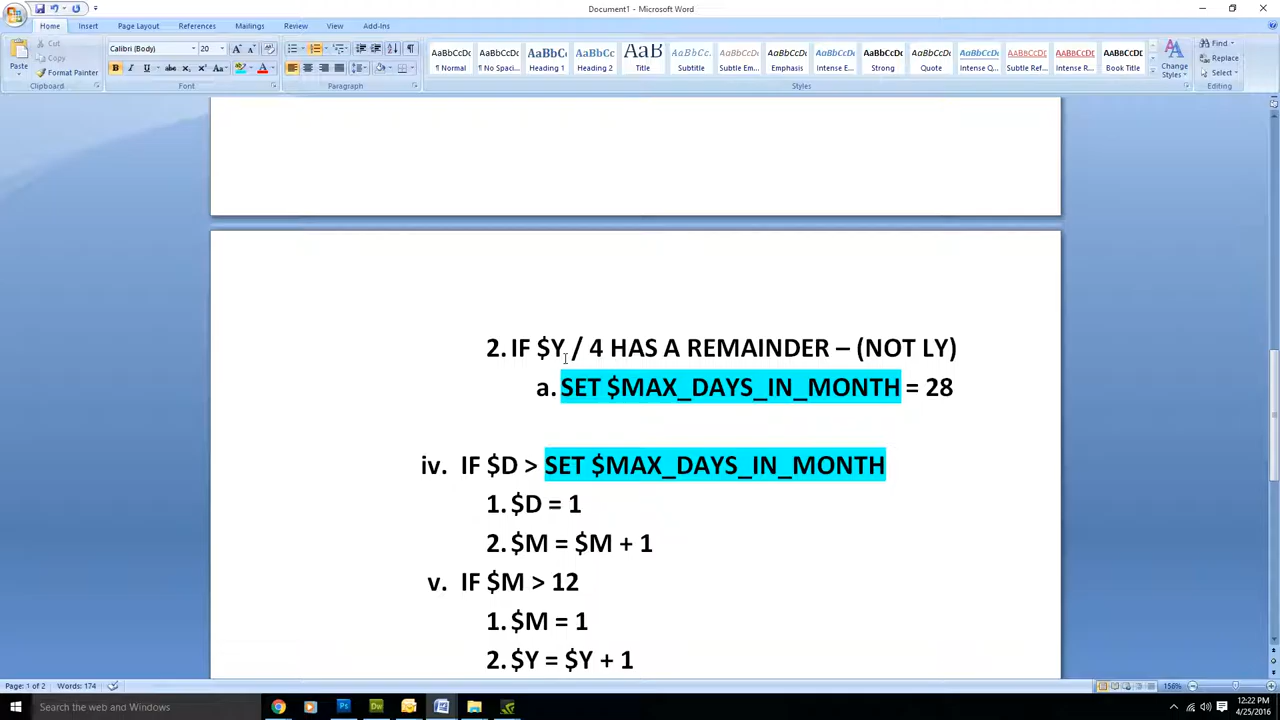 Document1 - Microsoft Word
Home Insert Page Layout References Mailings Review View Add-Ins
Paste
Cut
Copy
Format Painter
Clipboard
Calibri (Body) 20
Font
Paragraph
AaBbCcDc AaBbCcDc AaBbC AaBbCc AaB AaBbCcL AaBbCcDc AaBbCcDc AaBbCcDc AaBbCcDc AaBbCcDc AaBbCcDc AaBbCcDc AaBbCcDc AaBbCcDc
¶ Normal ¶ No Spaci... Heading 1 Heading 2 Title Subtitle Subtle Em... Emphasis Intense E... Strong Quote Intense Q... Subtle Ref... Intense R... Book Title
Change Styles
Styles
Find
Replace
Select
Editing
2. IF $Y / 4 HAS A REMAINDER – (NOT LY)
a. SET $MAX_DAYS_IN_MONTH = 28
iv. IF $D > SET $MAX_DAYS_IN_MONTH
1. $D = 1
2. $M = $M + 1
v. IF $M > 12
1. $M = 1
2. $Y = $Y + 1
Page: 1 of 2 Words: 174
156%
Search the web and Windows
12:22 PM
4/25/2016